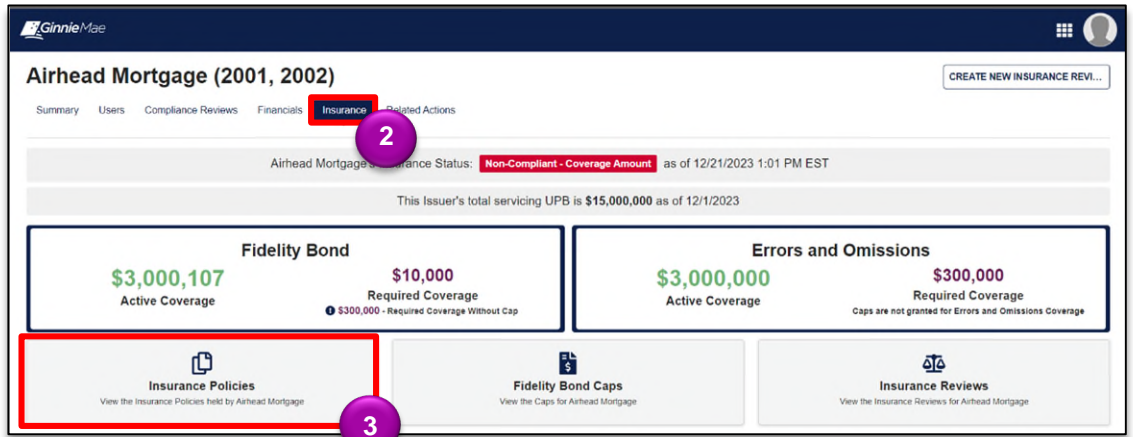 GinnieMae
Airhead Mortgage (2001, 2002)
CREATE NEW INSURANCE REVI...
Summary Users Compliance Reviews Financials Insurance Related Actions
2
Airhead Mortgage's Insurance Status: Non-Compliant - Coverage Amount as of 12/21/2023 1:01 PM EST
This Issuer's total servicing UPB is $15,000,000 as of 12/1/2023
Fidelity Bond
$3,000,107
Active Coverage
$10,000
Required Coverage
$300,000 - Required Coverage Without Cap
Errors and Omissions
$3,000,000
Active Coverage
$300,000
Required Coverage
Caps are not granted for Errors and Omissions Coverage
Insurance Policies
View the Insurance Policies held by Airhead Mortgage
3
Fidelity Bond Caps
View the Caps for Airhead Mortgage
Insurance Reviews
View the Insurance Reviews for Airhead Mortgage